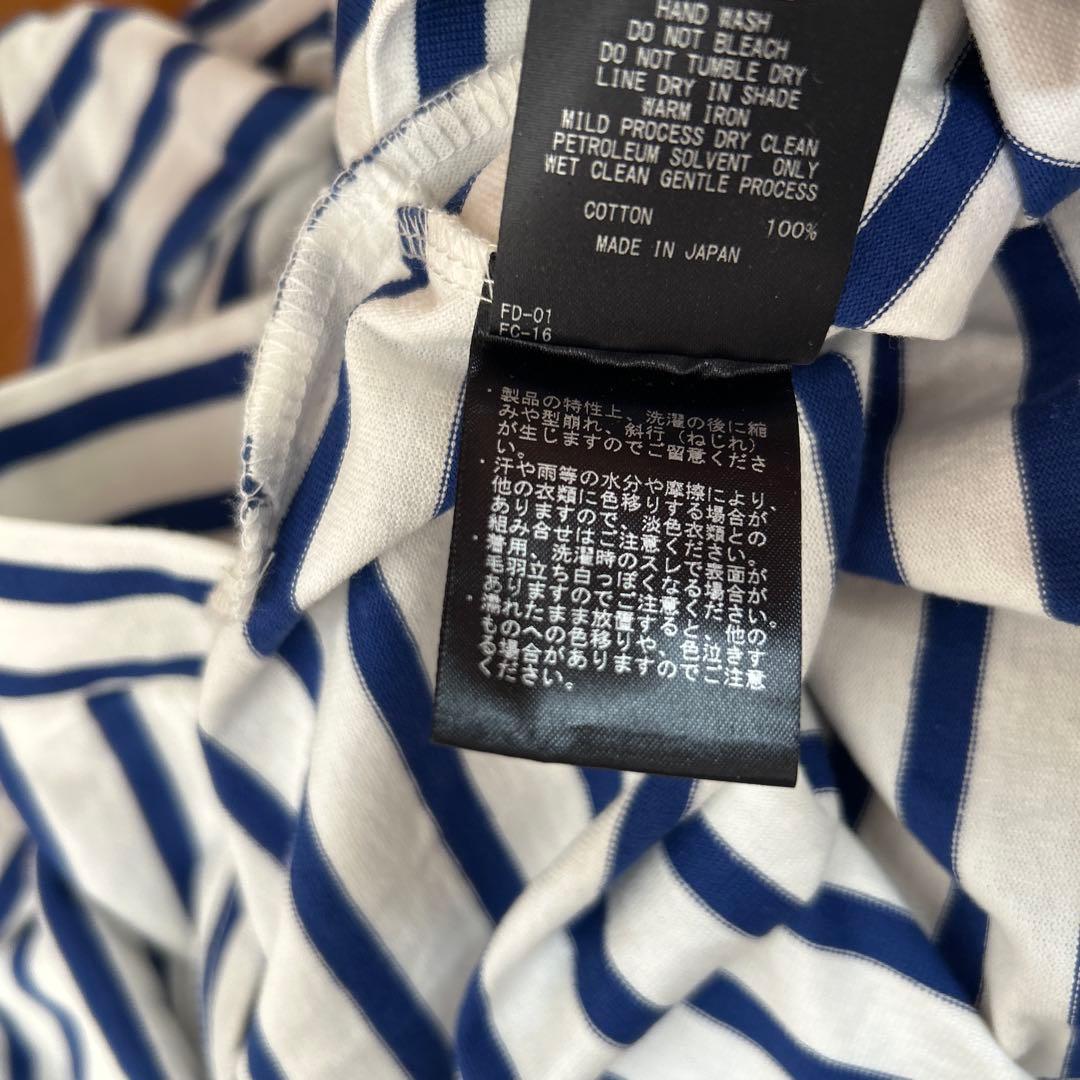 HAND WASH
DO NOT BLEACH
DO NOT TUMBLE DRY
LINE DRY IN SHADE
WARM IRON
MILD PROCESS DRY CLEAN
PETROLEUM SOLVENT ONLY
WET CLEAN GENTLE PROCESS
COTTON 100%
MADE IN JAPAN
FD-01
FC-16
・製品の特性上、洗濯の後に縮
みや型崩れ、斜行(ねじれ)
が生じますのでご留意くださ
い。
・汗や雨等の水分や摩擦により、
他の衣類に色移りする場合が
ありますので、淡色衣類との
組み合せはご注意ください。
・着用、洗濯時のスレで表面が
毛羽立ち白っぽくなる場合が
ありますのでご注意ください。
・濡れたまま放置すると、他の
ものへの色移りや、色泣きす
る場合がありますのでご注意
ください。